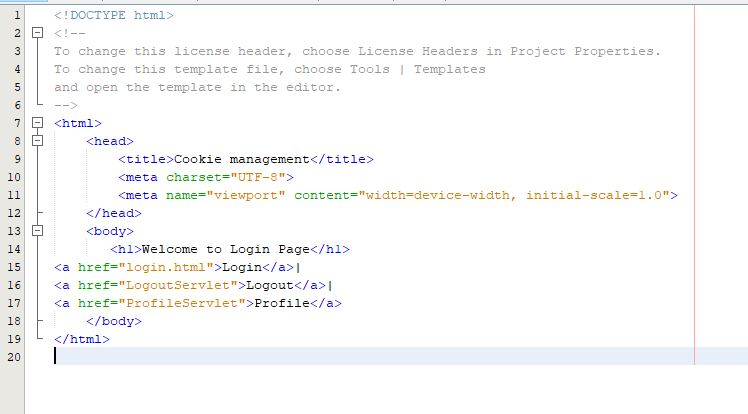 1 <!DOCTYPE html>
2 <!--
3 To change this license header, choose License Headers in Project Properties.
4 To change this template file, choose Tools | Templates
5 and open the template in the editor.
6 -->
7 <html>
8 <head>
9 <title>Cookie management</title>
10 <meta charset="UTF-8">
11 <meta name="viewport" content="width=device-width, initial-scale=1.0">
12 </head>
13 <body>
14 <h1>Welcome to Login Page</h1>
15 <a href="login.html">Login</a>|
16 <a href="LogoutServlet">Logout</a>|
17 <a href="ProfileServlet">Profile</a>
18 </body>
19 </html>
20